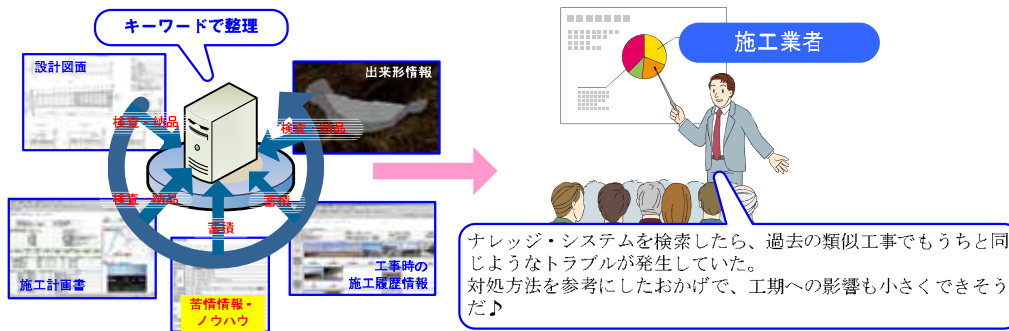 キーワードで整理
設計図面
出来形情報
検査・納品
検査・納品
検査・納品
蓄積
蓄積
施工計画書
苦情情報・
ノウハウ
工事時の
施工履歴情報
施工業者
ナレッジ・システムを検索したら、過去の類似工事でもうちと同
じようなトラブルが発生していた。
対処方法を参考にしたおかげで、工期への影響も小さくできそう
だ♪